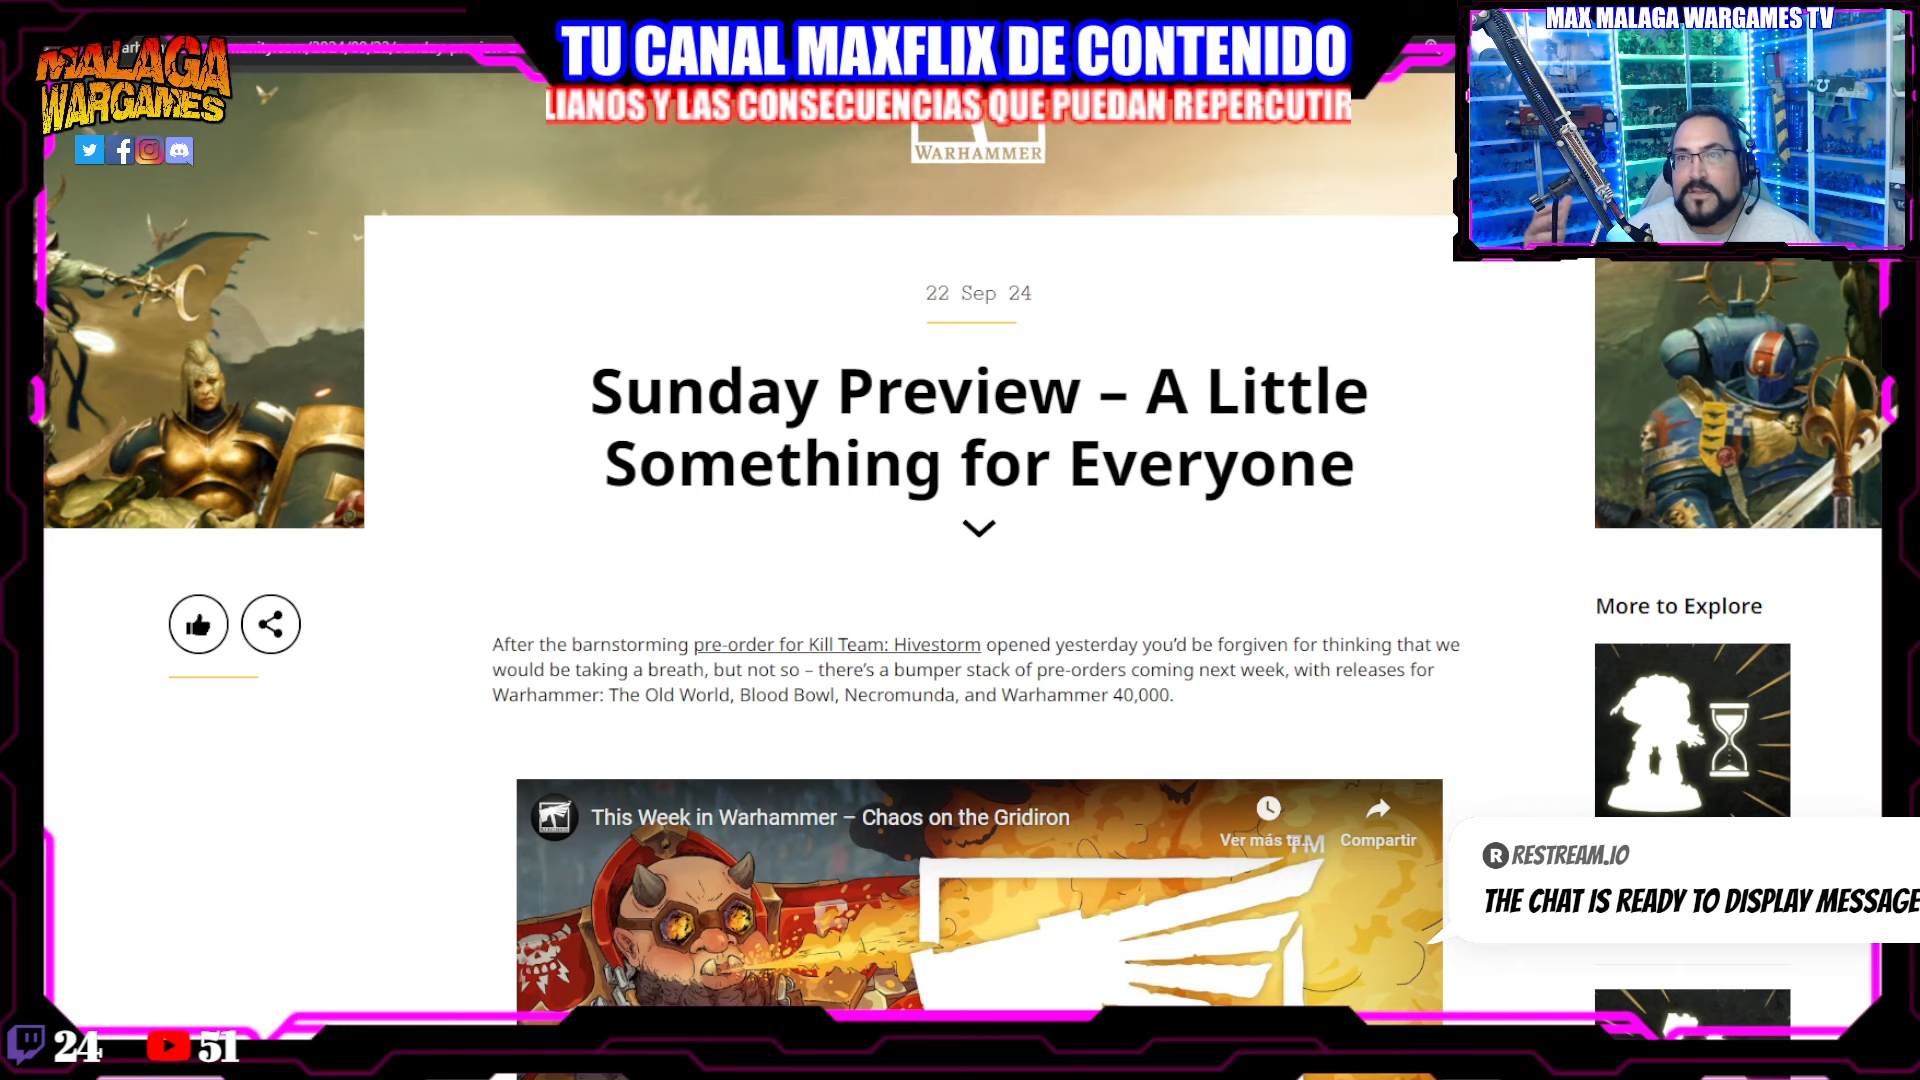 MALAGA
WARGAMES
TU CANAL MAXFLIX DE CONTENIDO
LIANOS Y LAS CONSECUENCIAS QUE PUEDAN REPERCUTIR
MAX MALAGA WARGAMES TV
WARHAMMER
22 Sep 24
Sunday Preview – A Little
Something for Everyone
After the barnstorming pre-order for Kill Team: Hivestorm opened yesterday you’d be forgiven for thinking that we
would be taking a breath, but not so – there’s a bumper stack of pre-orders coming next week, with releases for
Warhammer: The Old World, Blood Bowl, Necromunda, and Warhammer 40,000.
More to Explore
This Week in Warhammer – Chaos on the Gridiron
Ver más ta...
TM
Compartir
R RESTREAM.IO
THE CHAT IS READY TO DISPLAY MESSAGE
24
51